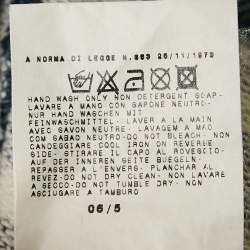 A NORMA DI LEGGE N.883 26/11/1973
HAND WASH ONLY NON DETERGENT SOAP-
LAVARE A MANO CON SAPONE NEUTRO-
NUR HAND WASCHEN MIT
FEINWASCHMITTEL- LAVER A LA MAIN
AVEC SAVON NEUTRE- LAVAGEM A MAO
COM SABAO NEUTRO-DO NOT BLEACH- NON
CANDEGGIARE-COOL IRON ON REVERSE
SIDE- STIRARE IL CAPO AL ROVESCIO-
AUF DER INNEREN SEITE BUEGELN-
REPASSER A L'ENVERS- PLANCHAR AL
REVEZ-DO NOT DRY CLEAN- NON LAVARE
A SECCO-DO NOT TUMBLE DRY- NON
ASCIUGARE A TAMBURO
06/5